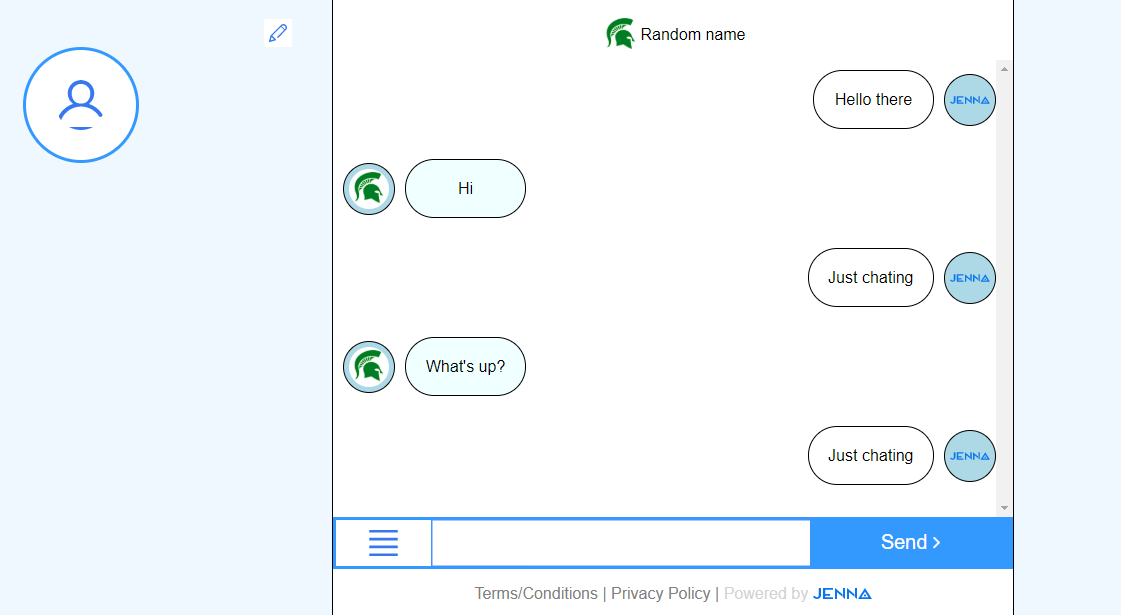 Random name
Hello there
JENNA
Hi
Just chating
JENNA
What's up?
Just chating
JENNA
Send ›
Terms/Conditions | Privacy Policy | Powered by JENNA